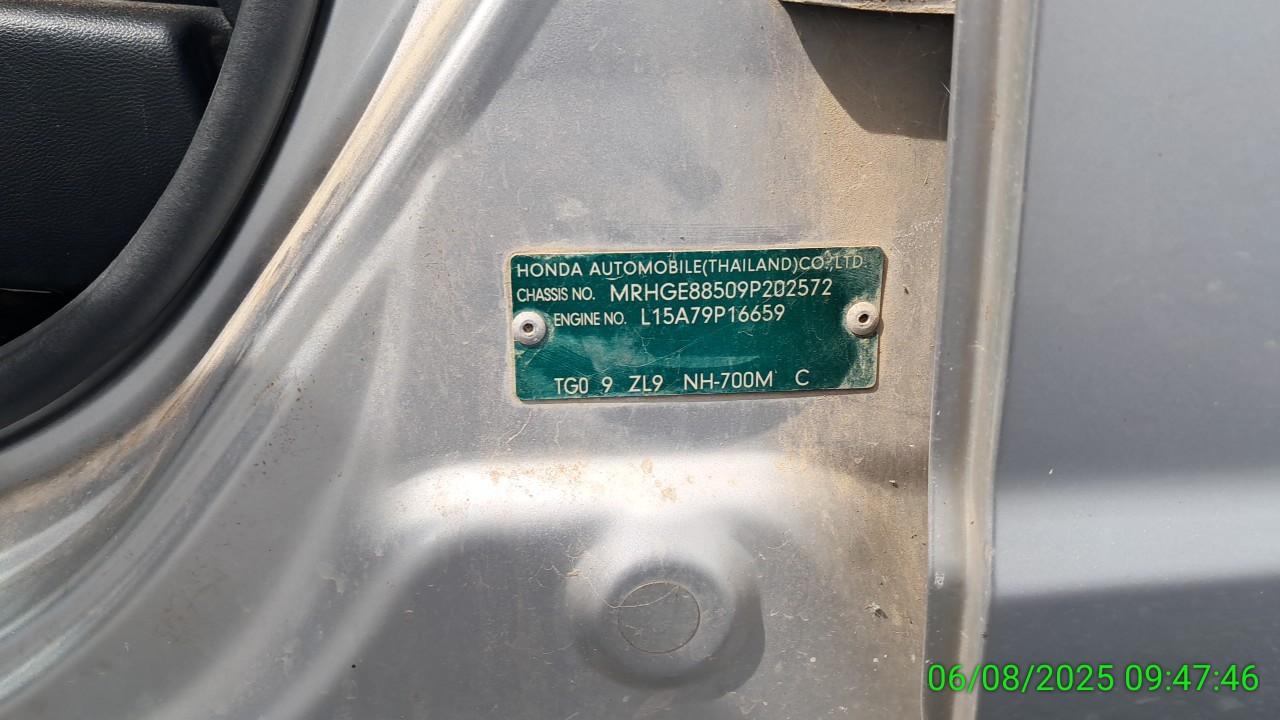 HONDA AUTOMOBILE(THAILAND)CO.,LTD.
CHASSIS NO. MRHGE88509P202572
ENGINE NO. L15A79P16659
TG0 9 ZL9 NH-700M C
06/08/2025 09:47:46